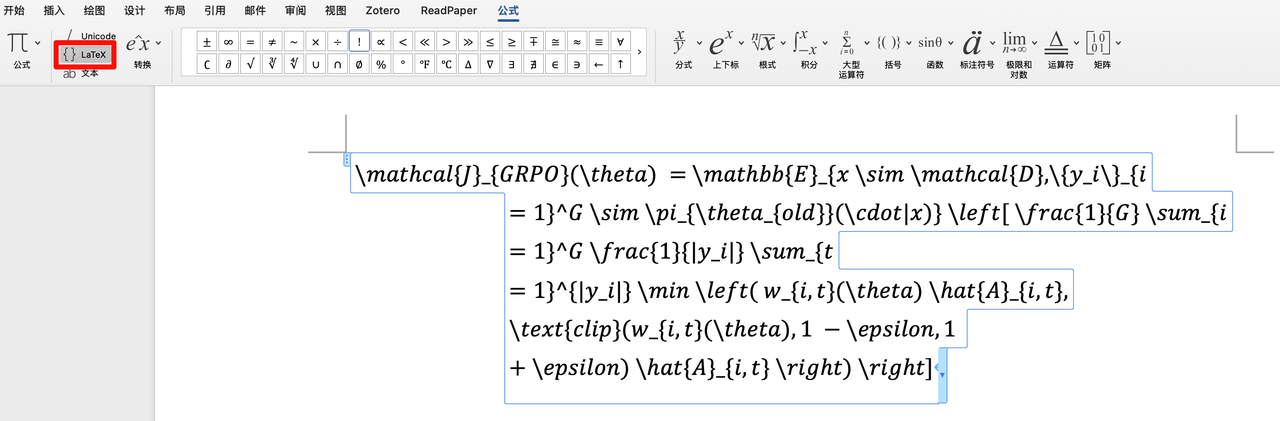 开始 插入 绘图 设计 布局 引用 邮件 审阅 视图 Zotero ReadPaper 公式
Unicode
{} LaTeX
ab 文本
公式
eˆx 转换
± ∞ = ≠ ~ × ÷ ! ∝ < ≪ > ≫ ≤ ≥ ∓ ≅ ≈ ≡ ∀
∁ ∂ √ ∛ ∜ ∪ ∩ ∅ % ° ℉ ℃ ∆ ∇ ∃ ∄ ∈ ∋ ← ↑
分式 上下标 根式 积分 大型运算符 括号 函数 标注符号 极限和对数 运算符 矩阵
\mathcal{J}_{GRPO}(\theta) =\mathbb{E}_{x \sim \mathcal{D},\{y_i\}_{i
= 1}^G \sim \pi_{\theta_{old}}(\cdot|x)} \left[ \frac{1}{G} \sum_{i
= 1}^G \frac{1}{|y_i|} \sum_{t
= 1}^{|y_i|} \min \left( w_{i,t}(\theta) \hat{A}_{i,t},
\text{clip}(w_{i,t}(\theta),1 −\epsilon,1
+ \epsilon) \hat{A}_{i,t} \right) \right]